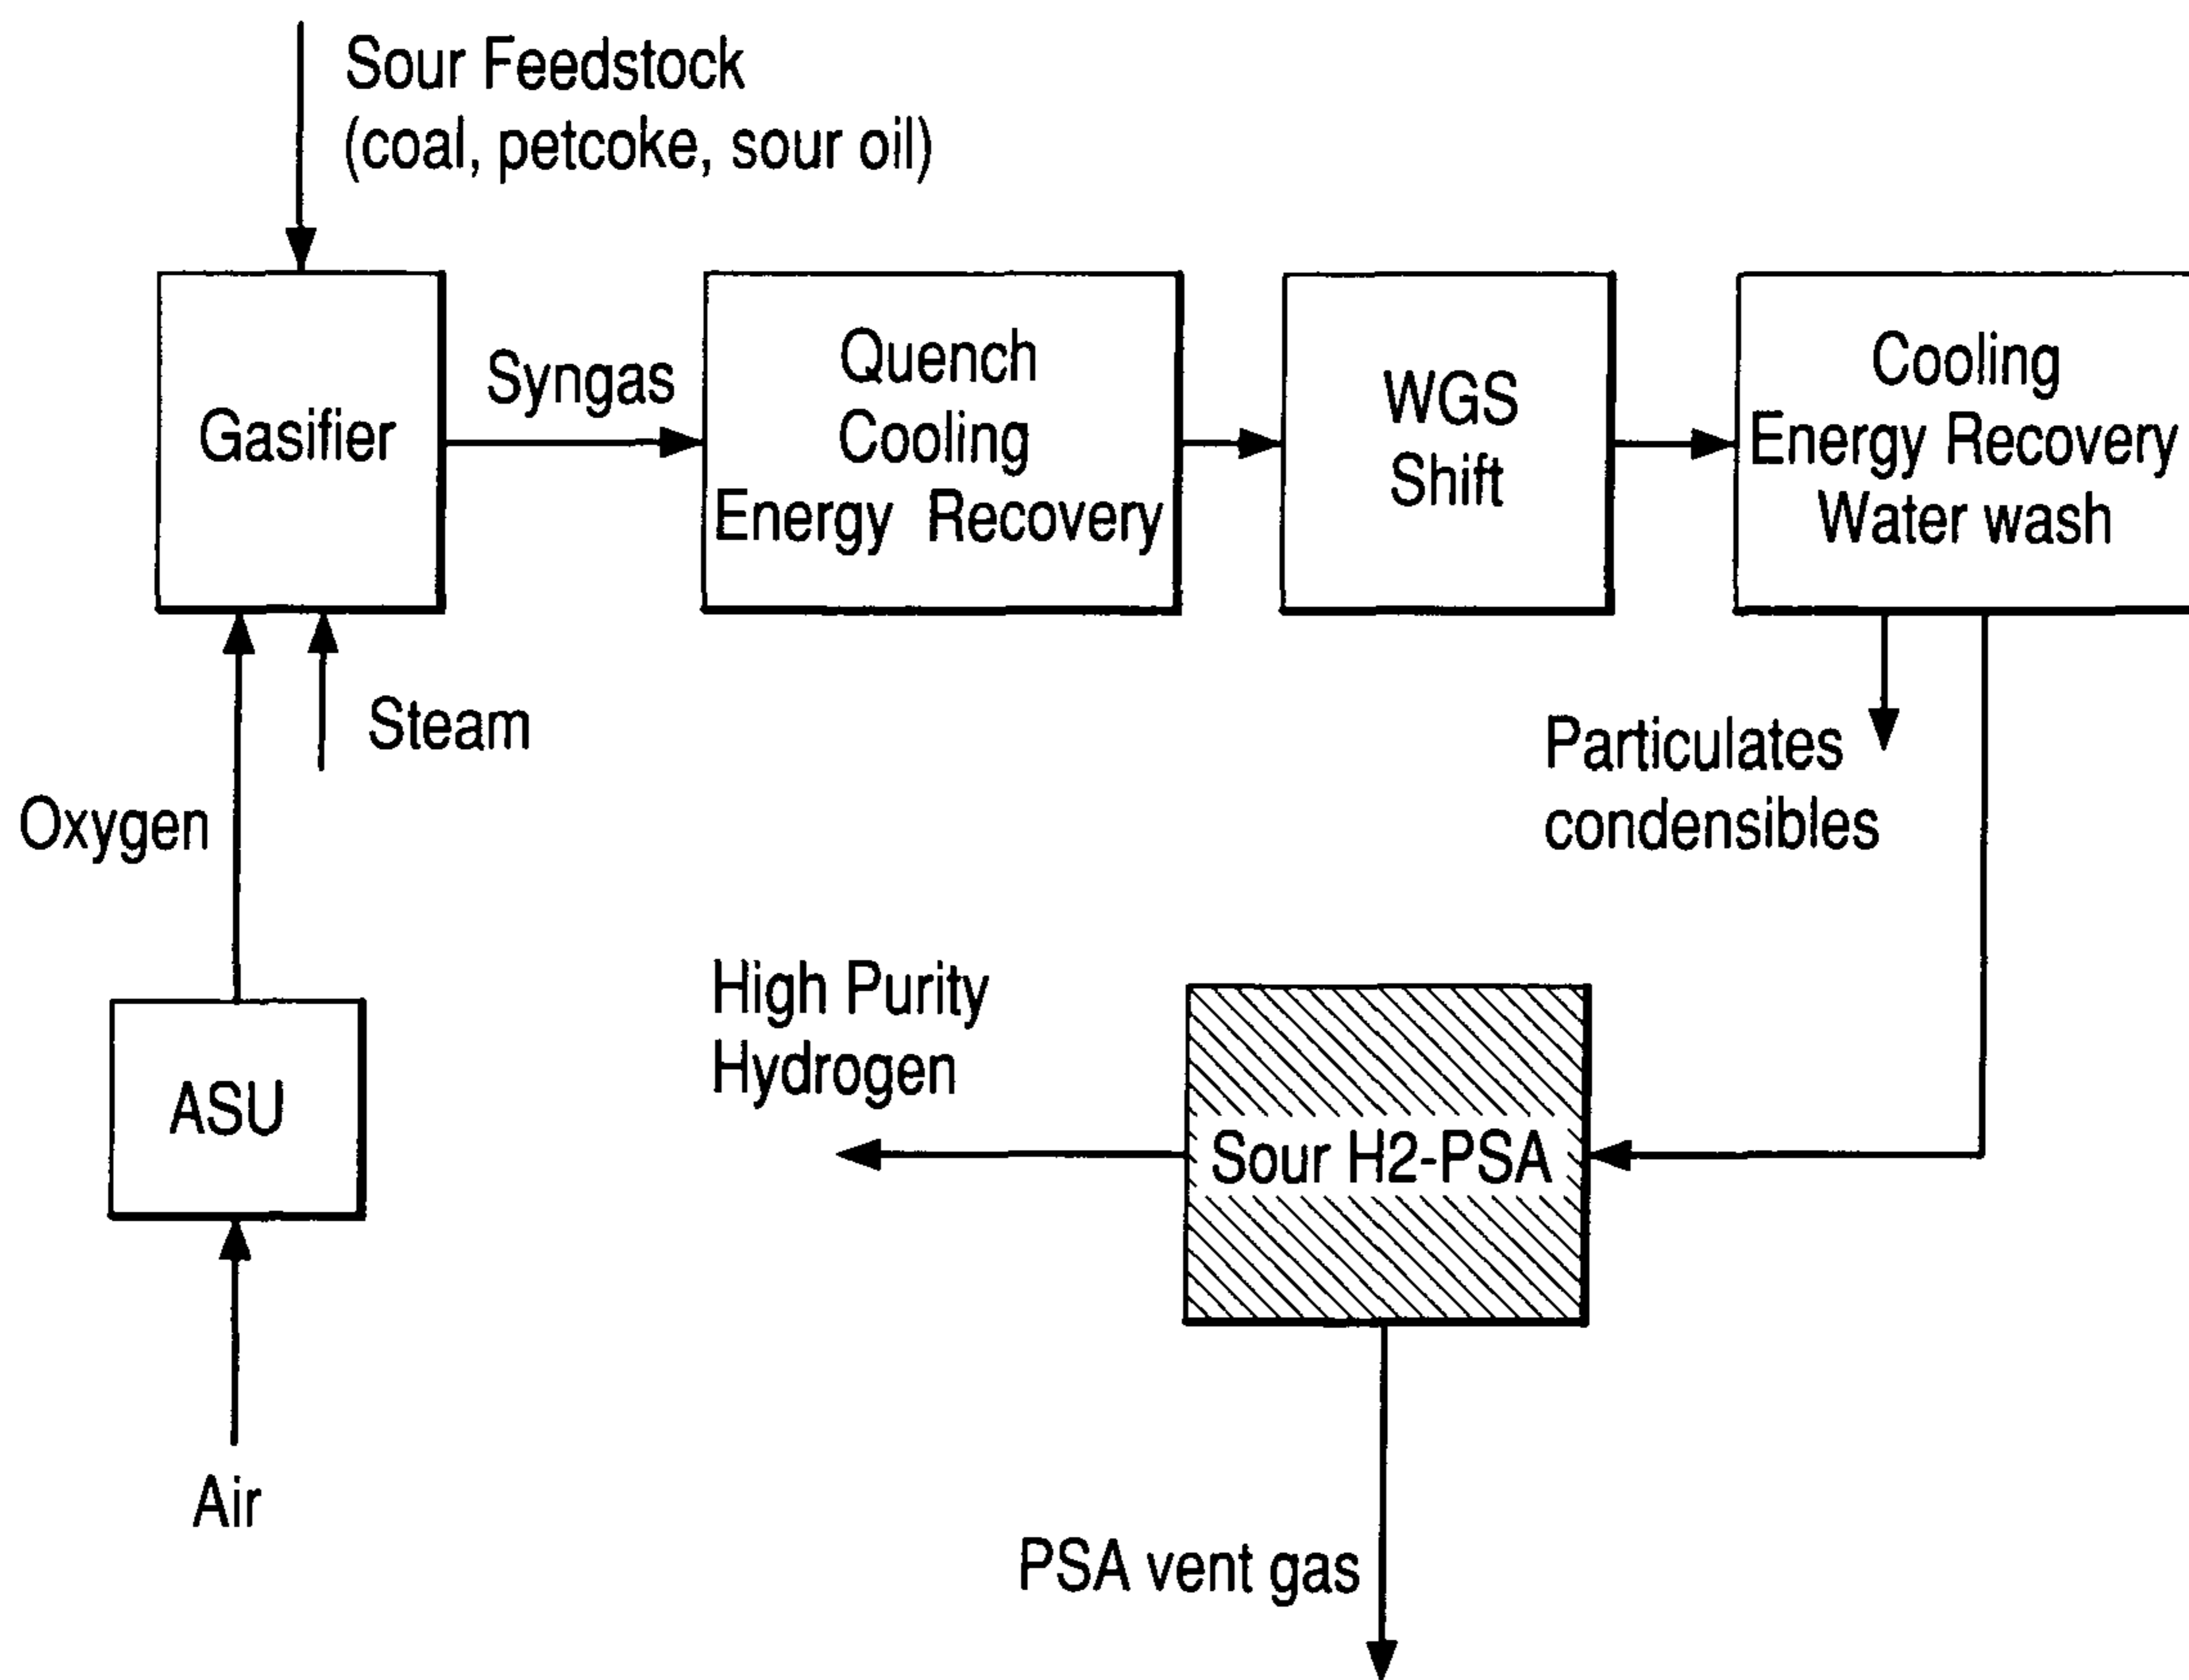 Sour Feedstock
(coal, petcoke, sour oil)
Gasifier
Syngas
Quench
Cooling
Energy Recovery
WGS
Shift
Cooling
Energy Recovery
Water wash
Steam
Particulates
condensibles
Oxygen
High Purity
Hydrogen
ASU
Sour H2-PSA
Air
PSA vent gas